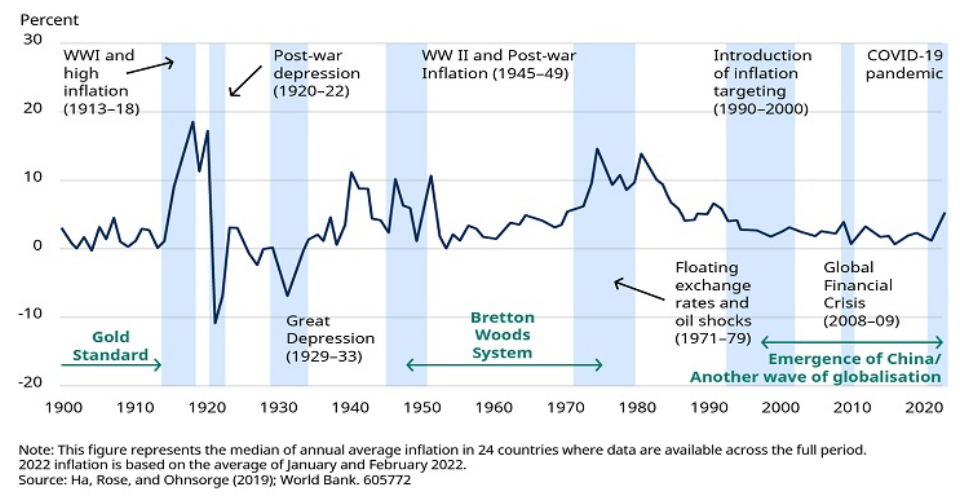 Percent
30
20
10
0
-10
-20
WWI and
high
inflation
(1913–18)
Post-war
depression
(1920–22)
WW II and Post-war
Inflation (1945–49)
Introduction
of inflation
targeting
(1990–2000)
COVID-19
pandemic
Great
Depression
(1929–33)
Floating
exchange
rates and
oil shocks
(1971–79)
Global
Financial
Crisis
(2008–09)
Gold
Standard
Bretton
Woods
System
Emergence of China/
Another wave of globalisation
1900 1910 1920 1930 1940 1950 1960 1970 1980 1990 2000 2010 2020
Note: This figure represents the median of annual average inflation in 24 countries where data are available across the full period.
2022 inflation is based on the average of January and February 2022.
Source: Ha, Rose, and Ohnsorge (2019); World Bank. 605772